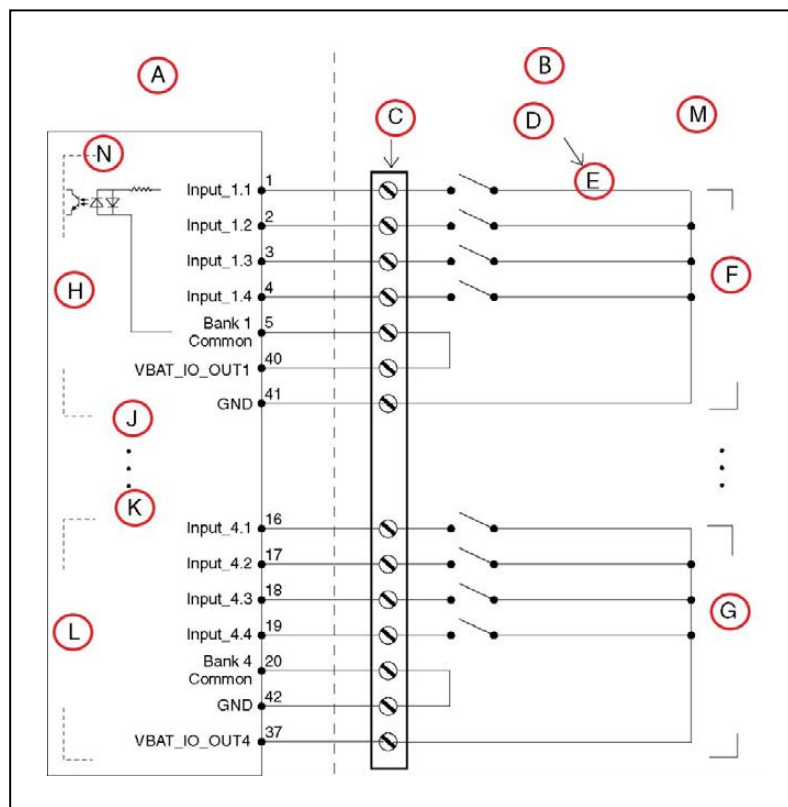 A
B
C
D
M
N
E
Input_1.1 1
Input_1.2 2
Input_1.3 3
H
F
Input_1.4 4
Bank 1 Common 5
VBAT_IO_OUT1 40
GND 41
J
K
Input_4.1 16
Input_4.2 17
Input_4.3 18
L
G
Input_4.4 19
Bank 4 Common 20
GND 42
VBAT_IO_OUT4 37